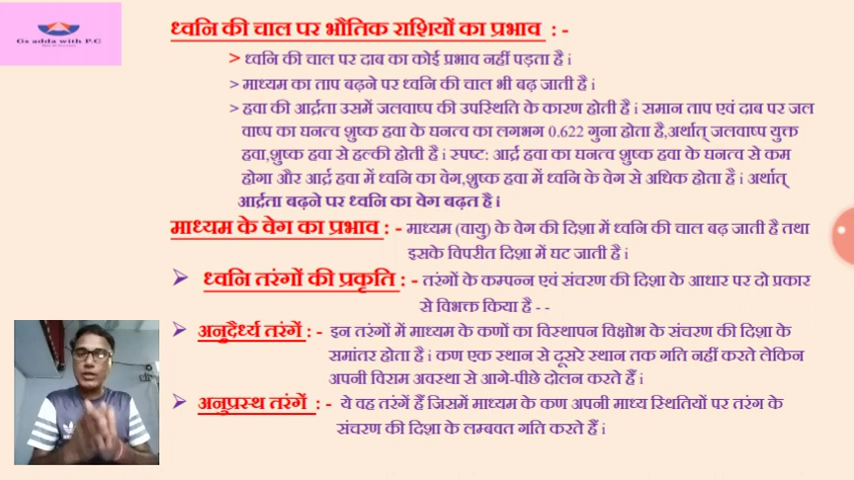 Gs adda with P.C
ध्वनि की चाल पर भौतिक राशियों का प्रभाव : -
> ध्वनि की चाल पर दाब का कोई प्रभाव नहीं पड़ता है i
> माध्यम का ताप बढ़ने पर ध्वनि की चाल भी बढ़ जाती है i
> हवा की आर्द्रता उसमें जलवाष्प की उपस्थिति के कारण होती है i समान ताप एवं दाब पर जल
वाष्प का घनत्व शुष्क हवा के घनत्व का लगभग 0.622 गुना होता है,अर्थात् जलवाष्प युक्त
हवा,शुष्क हवा से हल्की होती है i स्पष्ट: आर्द्र हवा का घनत्व शुष्क हवा के घनत्व से कम
होगा और आर्द्र हवा में ध्वनि का वेग,शुष्क हवा में ध्वनि के वेग से अधिक होता है i अर्थात्
आर्द्रता बढ़ने पर ध्वनि का वेग बढ़त है i
माध्यम के वेग का प्रभाव : - माध्यम (वायु) के वेग की दिशा में ध्वनि की चाल बढ़ जाती है तथा
इसके विपरीत दिशा में घट जाती है i
➢ ध्वनि तरंगों की प्रकृति : - तरंगों के कम्पन्न एवं संचरण की दिशा के आधार पर दो प्रकार
से विभक्त किया है - -
➢ अनुदैर्ध्य तरंगें : - इन तरंगों में माध्यम के कणों का विस्थापन विक्षोभ के संचरण की दिशा के
समांतर होता है i कण एक स्थान से दूसरे स्थान तक गति नहीं करते लेकिन
अपनी विराम अवस्था से आगे-पीछे दोलन करते हैं i
➢ अनुप्रस्थ तरंगें : - ये वह तरंगें हैं जिसमें माध्यम के कण अपनी माध्य स्थितियों पर तरंग के
संचरण की दिशा के लम्बवत गति करते हैं i